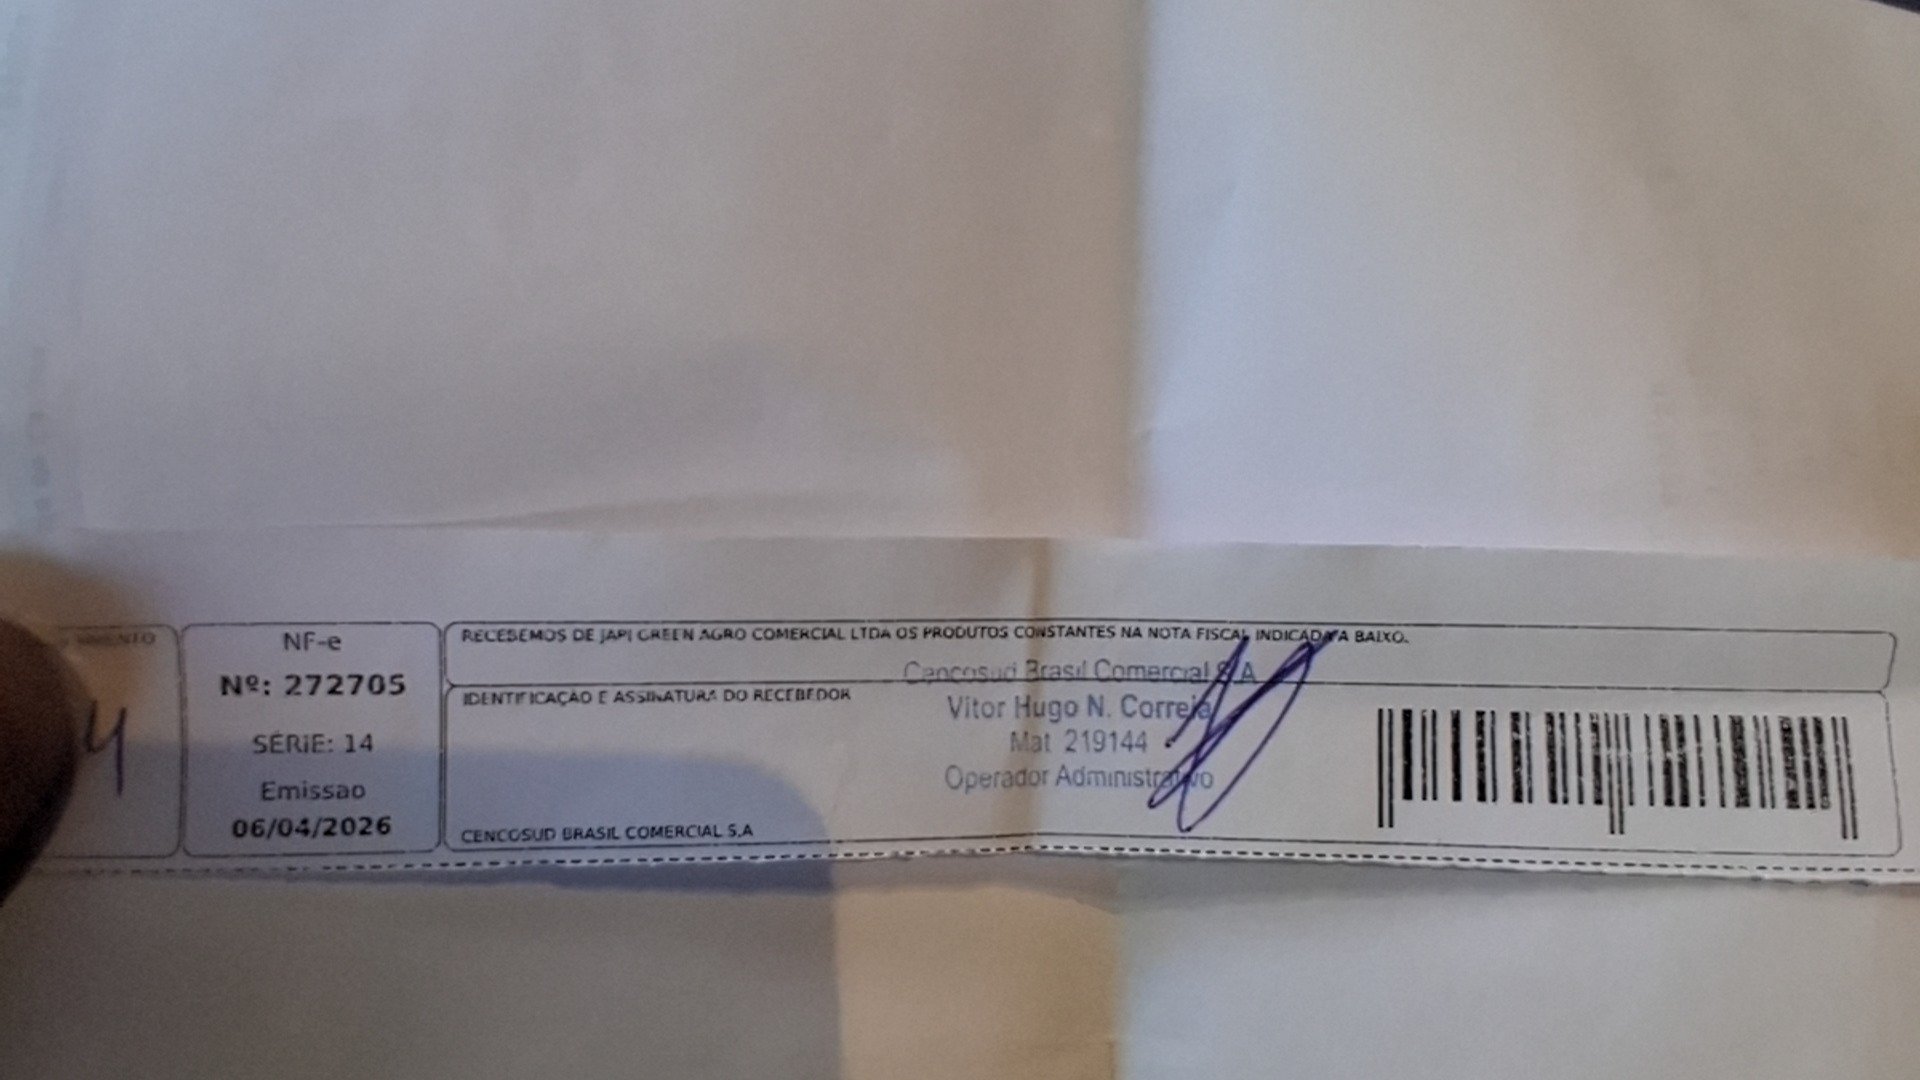 NF-e
Nº: 272705
SÉRIE: 14
Emissao
06/04/2026
RECEBEMOS DE JAPI GREEN AGRO COMERCIAL LTDA OS PRODUTOS CONSTANTES NA NOTA FISCAL INDICADA A BAIXO.
IDENTIFICAÇÃO E ASSINATURA DO RECEBEDOR
Cencosud Brasil Comercial S.A
Vitor Hugo N. Correia
Mat 219144
Operador Administrativo
CENCOSUD BRASIL COMERCIAL S.A